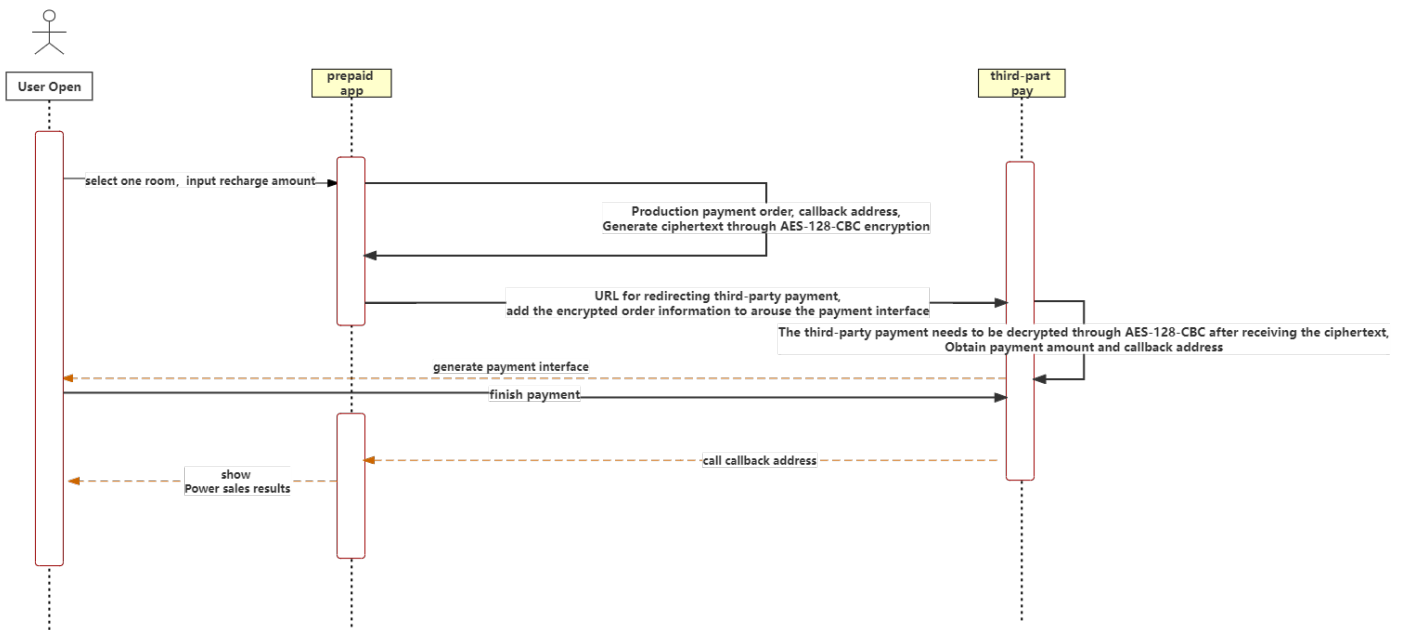 User Open
prepaid
app
third-part
pay
select one room，input recharge amount
Production payment order, callback address,
Generate ciphertext through AES-128-CBC encryption
URL for redirecting third-party payment,
add the encrypted order information to arouse the payment interface
The third-party payment needs to be decrypted through AES-128-CBC after receiving the ciphertext,
Obtain payment amount and callback address
generate payment interface
finish payment
call callback address
show
Power sales results